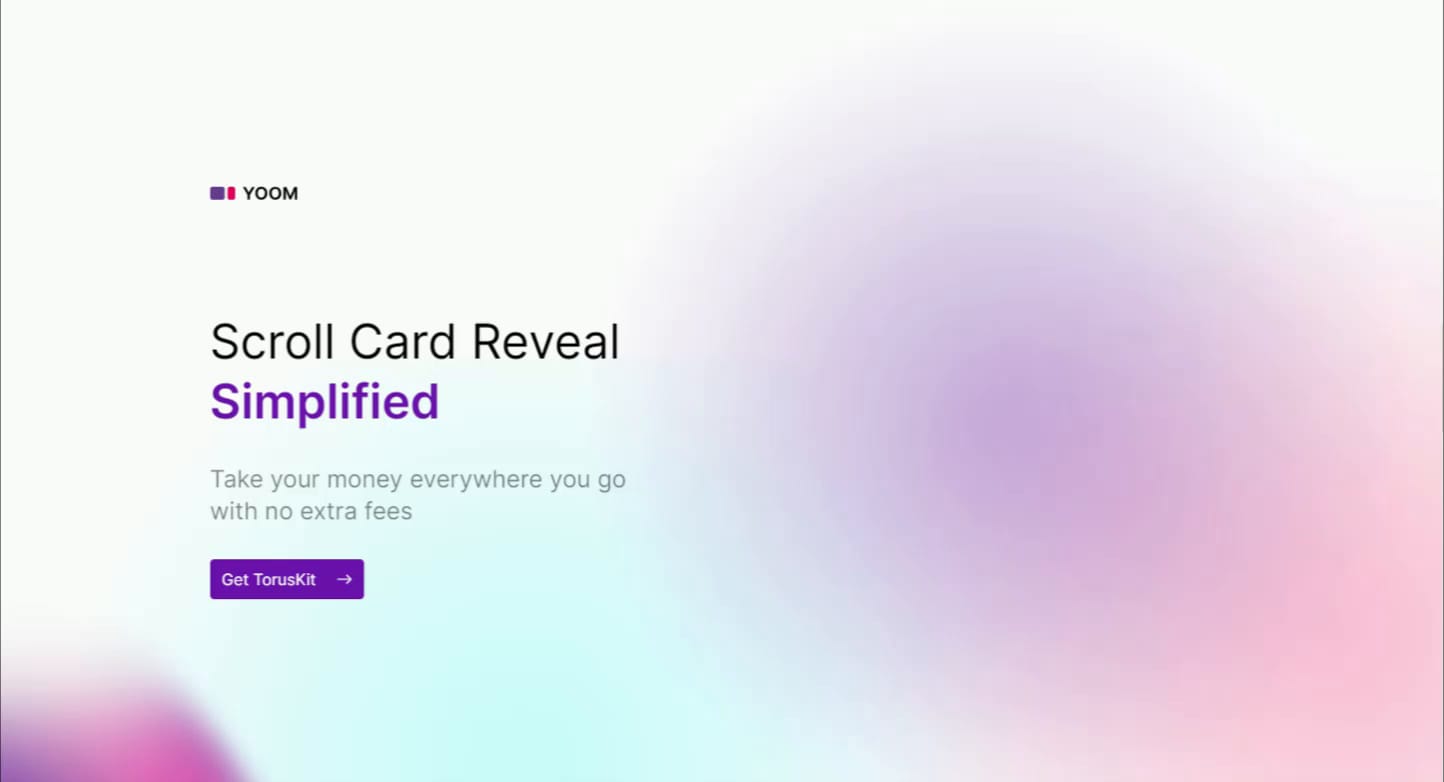 YOOM
Scroll Card Reveal
Simplified
Take your money everywhere you go
with no extra fees
Get TorusKit